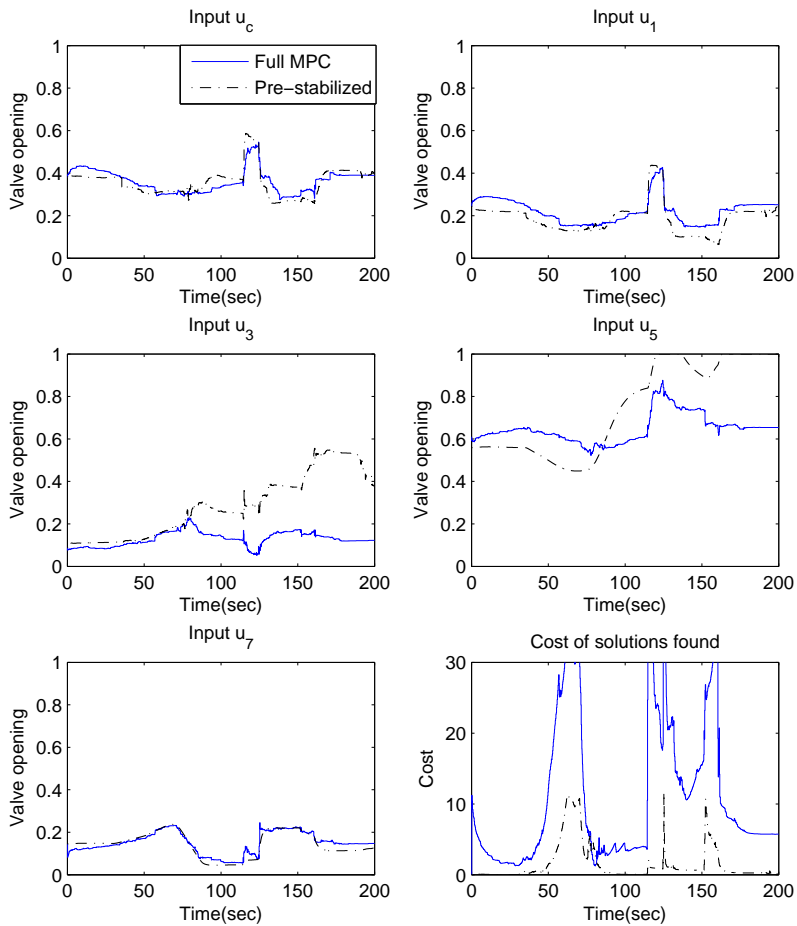 Input u_c
Input u_1
Full MPC
Pre-stabilized
Valve opening
1
0.8
0.6
0.4
0.2
0
0 50 100 150 200
Time(sec)
Valve opening
1
0.8
0.6
0.4
0.2
0
0 50 100 150 200
Time(sec)
Input u_3
Input u_5
Valve opening
1
0.8
0.6
0.4
0.2
0
0 50 100 150 200
Time(sec)
Valve opening
1
0.8
0.6
0.4
0.2
0
0 50 100 150 200
Time(sec)
Input u_7
Cost of solutions found
Valve opening
1
0.8
0.6
0.4
0.2
0
0 50 100 150 200
Time(sec)
Cost
30
20
10
0
0 50 100 150 200
Time(sec)